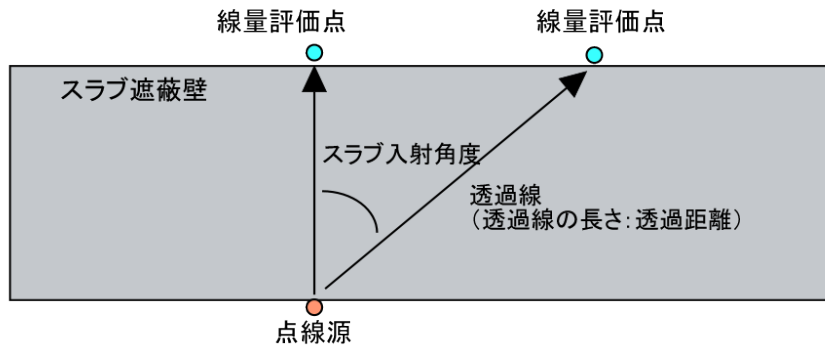 線量評価点
線量評価点
スラブ遮蔽壁
スラブ入射角度
透過線
（透過線の長さ：透過距離）
点線源